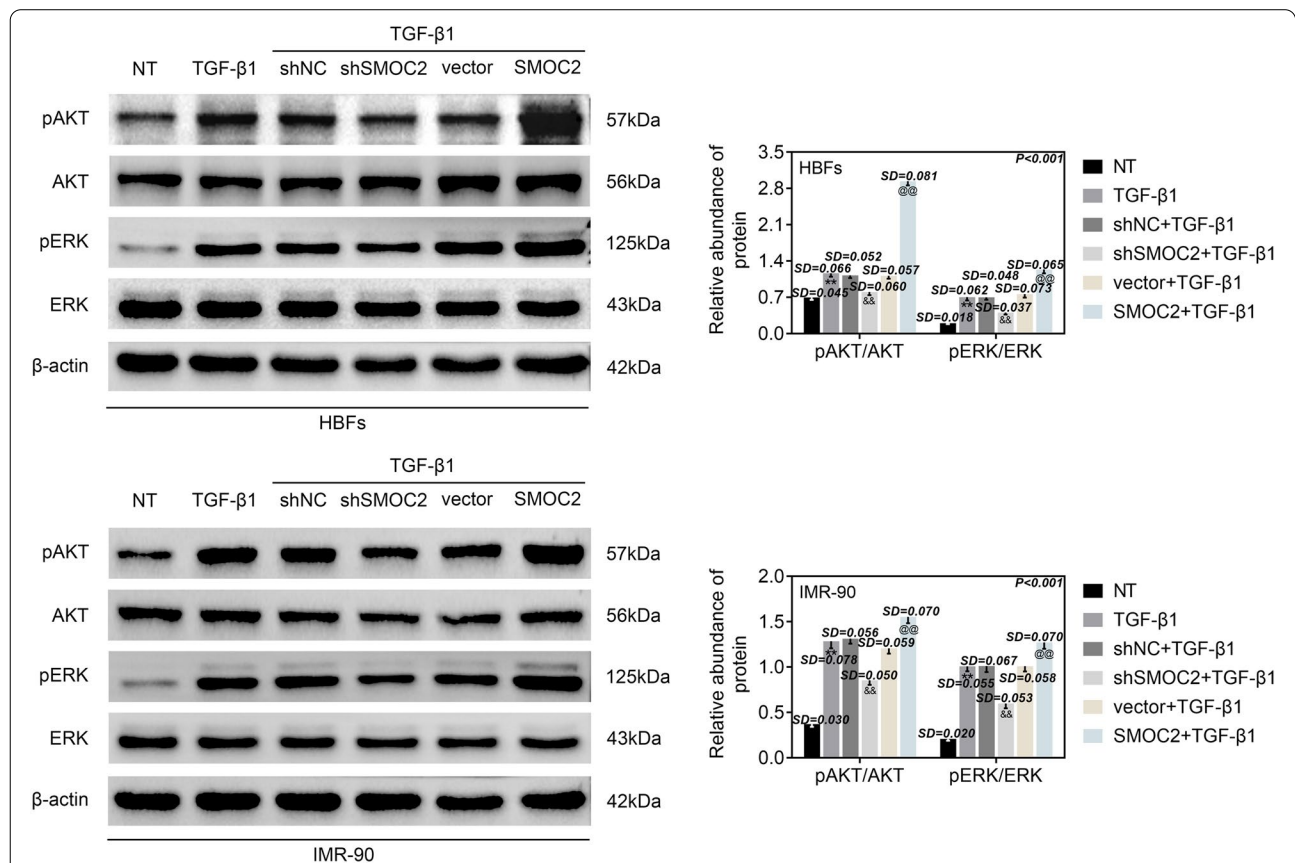 TGF-β1
NT TGF-β1 shNC shSMOC2 vector SMOC2
pAKT 57kDa
AKT 56kDa
pERK 125kDa
ERK 43kDa
β-actin 42kDa
HBFs
Relative abundance of
protein
3.5
2.8
2.1
1.4
0.7
0.0
HBFs
P<0.001
SD=0.045
SD=0.066
**
SD=0.052
SD=0.060
&&
SD=0.057
SD=0.081
@@
SD=0.018
SD=0.062
**
SD=0.048
SD=0.037
&&
SD=0.073
SD=0.065
@@
pAKT/AKT pERK/ERK
NT
TGF-β1
shNC+TGF-β1
shSMOC2+TGF-β1
vector+TGF-β1
SMOC2+TGF-β1
TGF-β1
NT TGF-β1 shNC shSMOC2 vector SMOC2
pAKT 57kDa
AKT 56kDa
pERK 125kDa
ERK 43kDa
β-actin 42kDa
IMR-90
Relative abundance of
protein
2.0
1.5
1.0
0.5
0.0
IMR-90
P<0.001
SD=0.030
SD=0.078
**
SD=0.056
SD=0.050
&&
SD=0.059
SD=0.070
@@
SD=0.020
SD=0.055
**
SD=0.067
SD=0.053
&&
SD=0.058
SD=0.070
@@
pAKT/AKT pERK/ERK
NT
TGF-β1
shNC+TGF-β1
shSMOC2+TGF-β1
vector+TGF-β1
SMOC2+TGF-β1